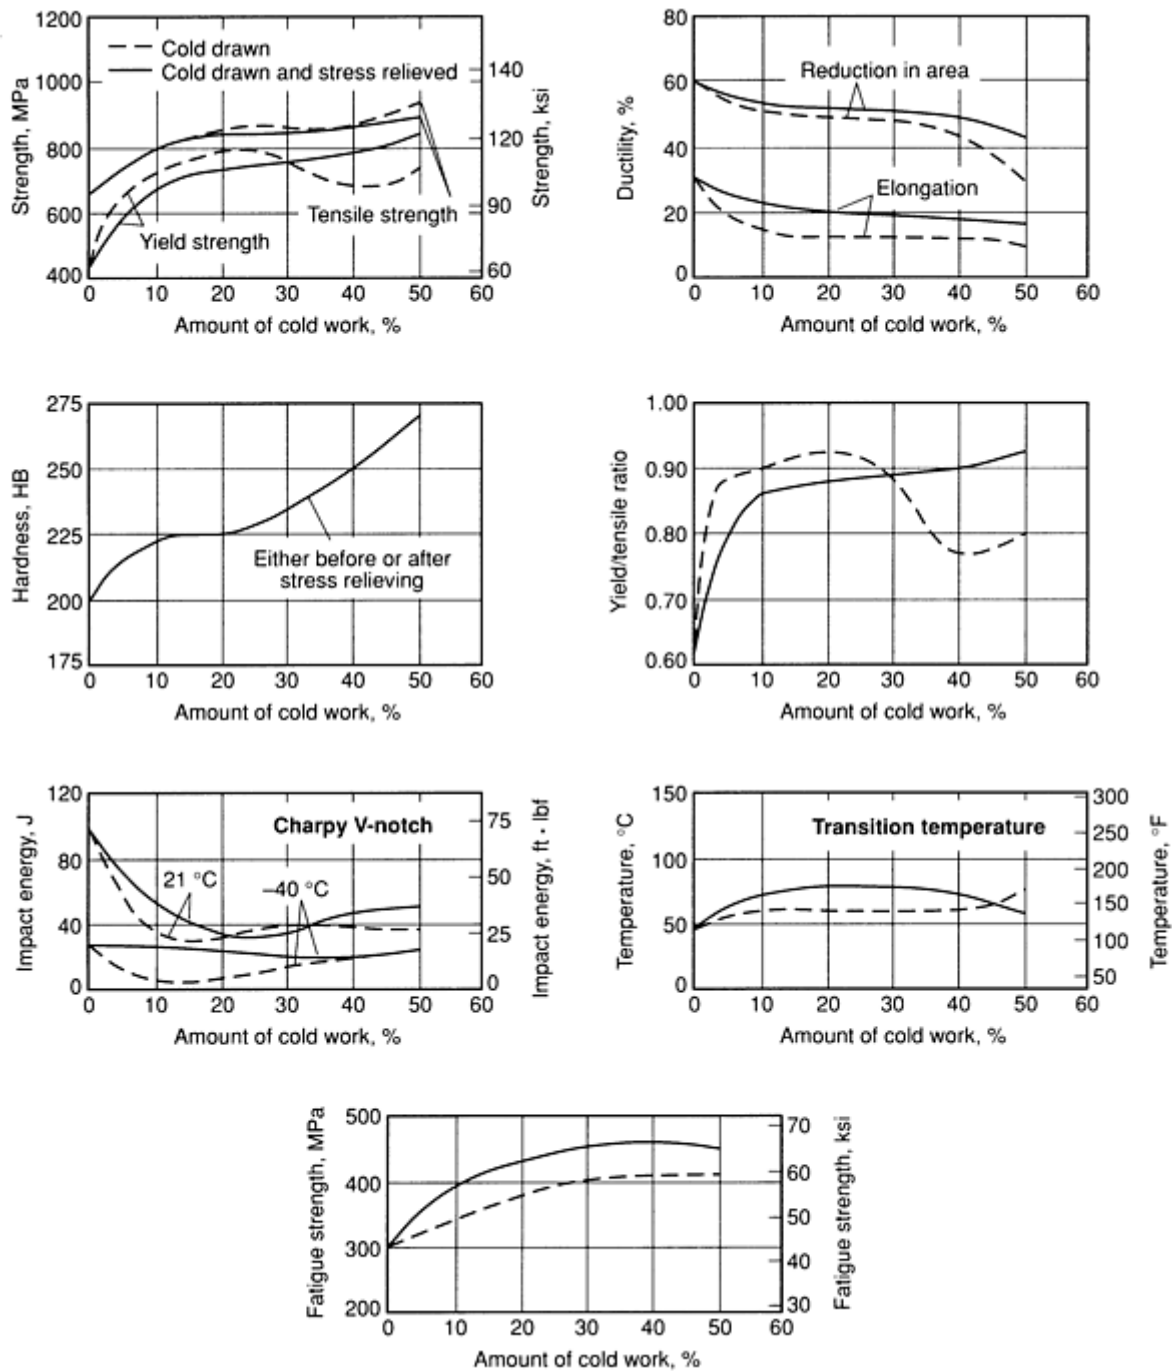 1200
1000
800
600
400
Strength, MPa
Cold drawn
Cold drawn and stress relieved
Yield strength
Tensile strength
140
120
90
60
Strength, ksi
0 10 20 30 40 50 60
Amount of cold work, %
80
60
40
20
0
Ductility, %
Reduction in area
Elongation
0 10 20 30 40 50 60
Amount of cold work, %
275
250
225
200
175
Hardness, HB
Either before or after
stress relieving
0 10 20 30 40 50 60
Amount of cold work, %
1.00
0.90
0.80
0.70
0.60
Yield/tensile ratio
0 10 20 30 40 50 60
Amount of cold work, %
120
80
40
0
Impact energy, J
Charpy V-notch
21 °C
–40 °C
75
50
25
0
Impact energy, ft · lbf
0 10 20 30 40 50 60
Amount of cold work, %
150
100
50
0
Temperature, °C
Transition temperature
300
250
200
150
100
50
Temperature, °F
0 10 20 30 40 50 60
Amount of cold work, %
500
400
300
200
Fatigue strength, MPa
70
60
50
40
30
Fatigue strength, ksi
0 10 20 30 40 50 60
Amount of cold work, %